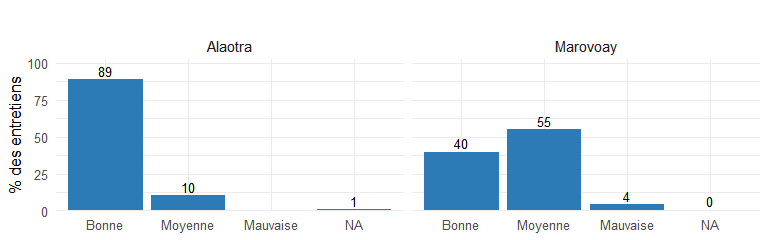 Alaotra
Marovoay
% des entretiens
100
75
50
25
0
89
10
1
40
55
4
0
Bonne Moyenne Mauvaise NA
Bonne Moyenne Mauvaise NA